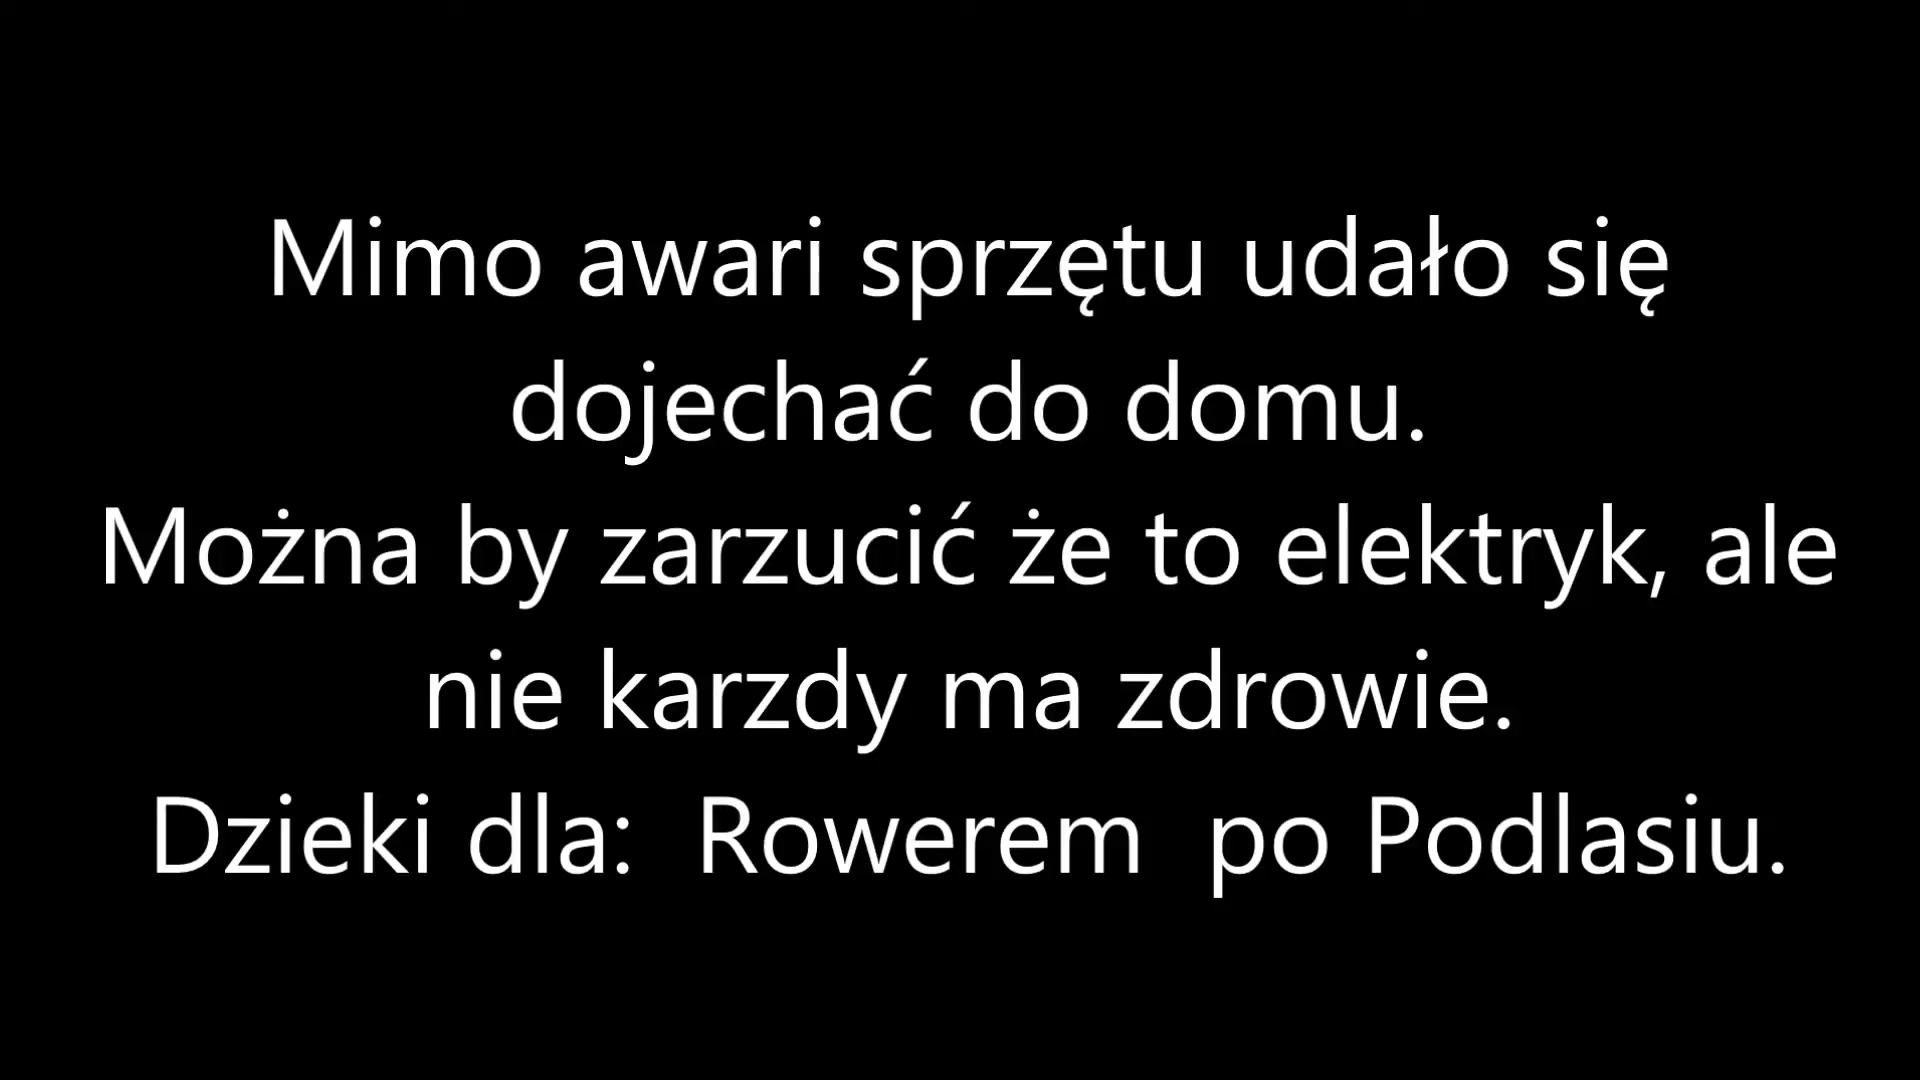 Mimo awari sprzętu udało się
dojechać do domu.
Można by zarzucić że to elektryk, ale
nie karzdy ma zdrowie.
Dzieki dla:  Rowerem  po Podlasiu.